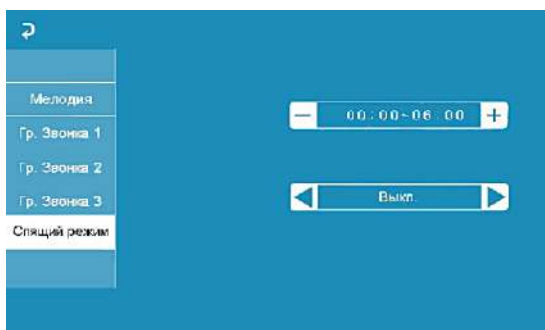 Мелодия
Гр. Звонка 1
Гр. Звонка 2
Гр. Звонка 3
Спящий режим
− 00:00~06:00 +
Выкл.